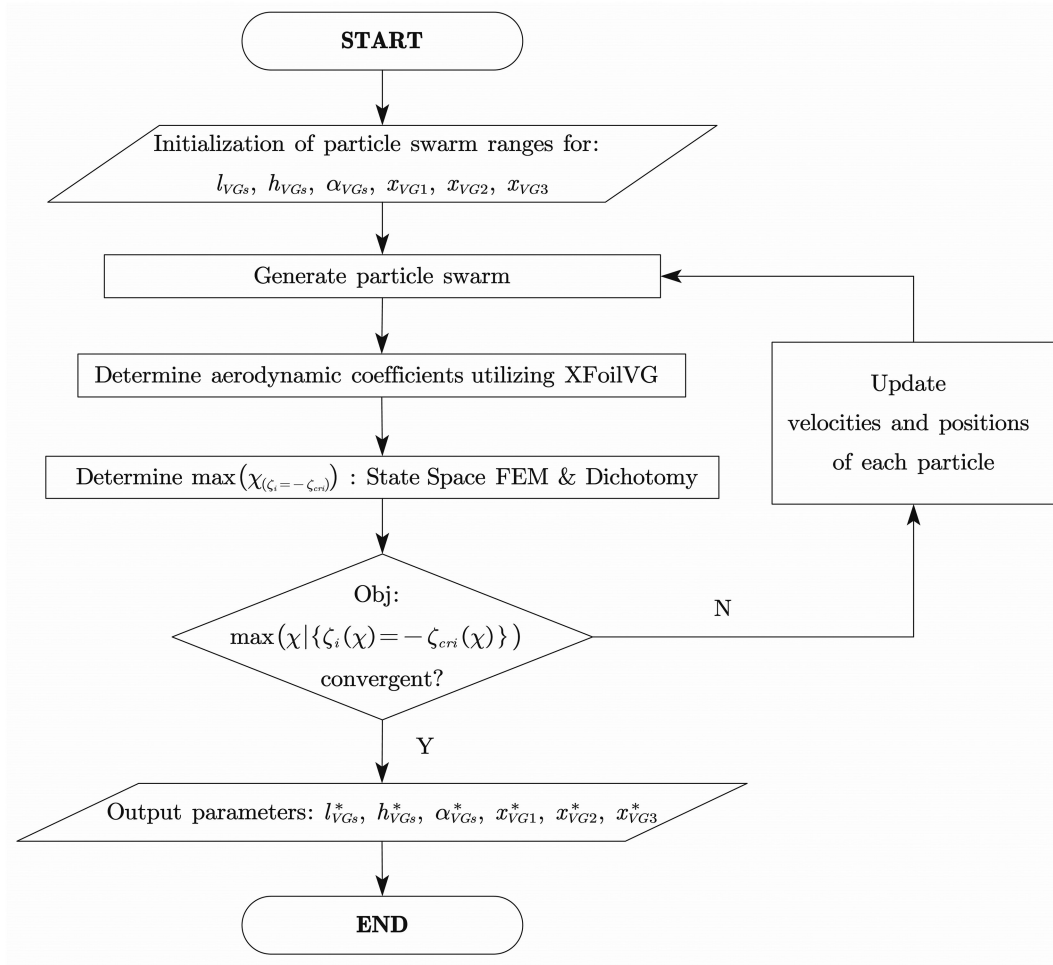 START
Initialization of particle swarm ranges for:
l_{VGs}, h_{VGs}, α_{VGs}, x_{VG1}, x_{VG2}, x_{VG3}
Generate particle swarm
Determine aerodynamic coefficients utilizing XFoilVG
Determine max(χ_{(ζ_i=−ζ_{cri})}) : State Space FEM & Dichotomy
Update
velocities and positions
of each particle
Obj:
max(χ|{ζ_i(χ)=−ζ_{cri}(χ)})
convergent?
N
Y
Output parameters: l*_{VGs}, h*_{VGs}, α*_{VGs}, x*_{VG1}, x*_{VG2}, x*_{VG3}
END